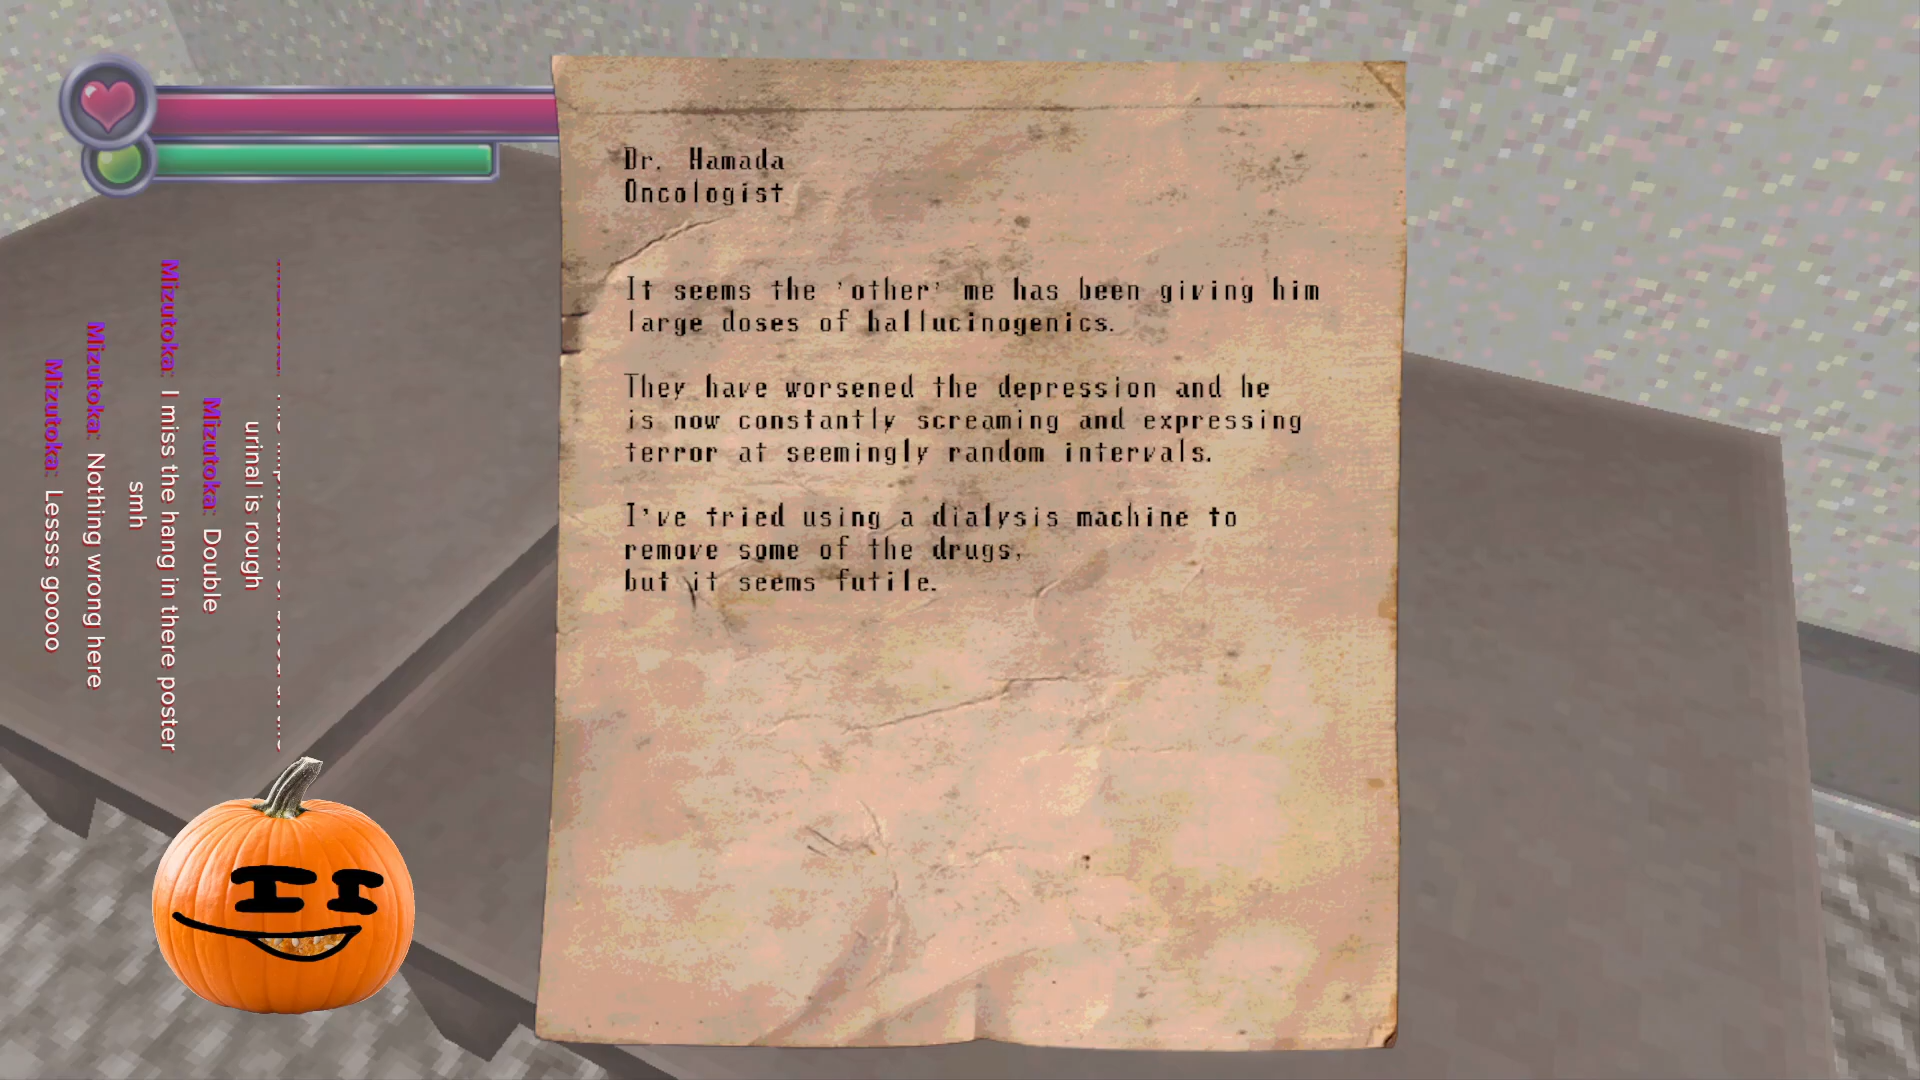 Dr. Hamada
Oncologist
It seems the 'other' me has been giving him
large doses of hallucinogenics.
They have worsened the depression and he
is now constantly screaming and expressing
terror at seemingly random intervals.
I've tried using a dialysis machine to
remove some of the drugs,
but it seems futile.
urinal is rough
Mizutoka: Double
Mizutoka: I miss the hang in there poster
smh
Mizutoka: Nothing wrong here
Mizutoka: Lesssss goooo